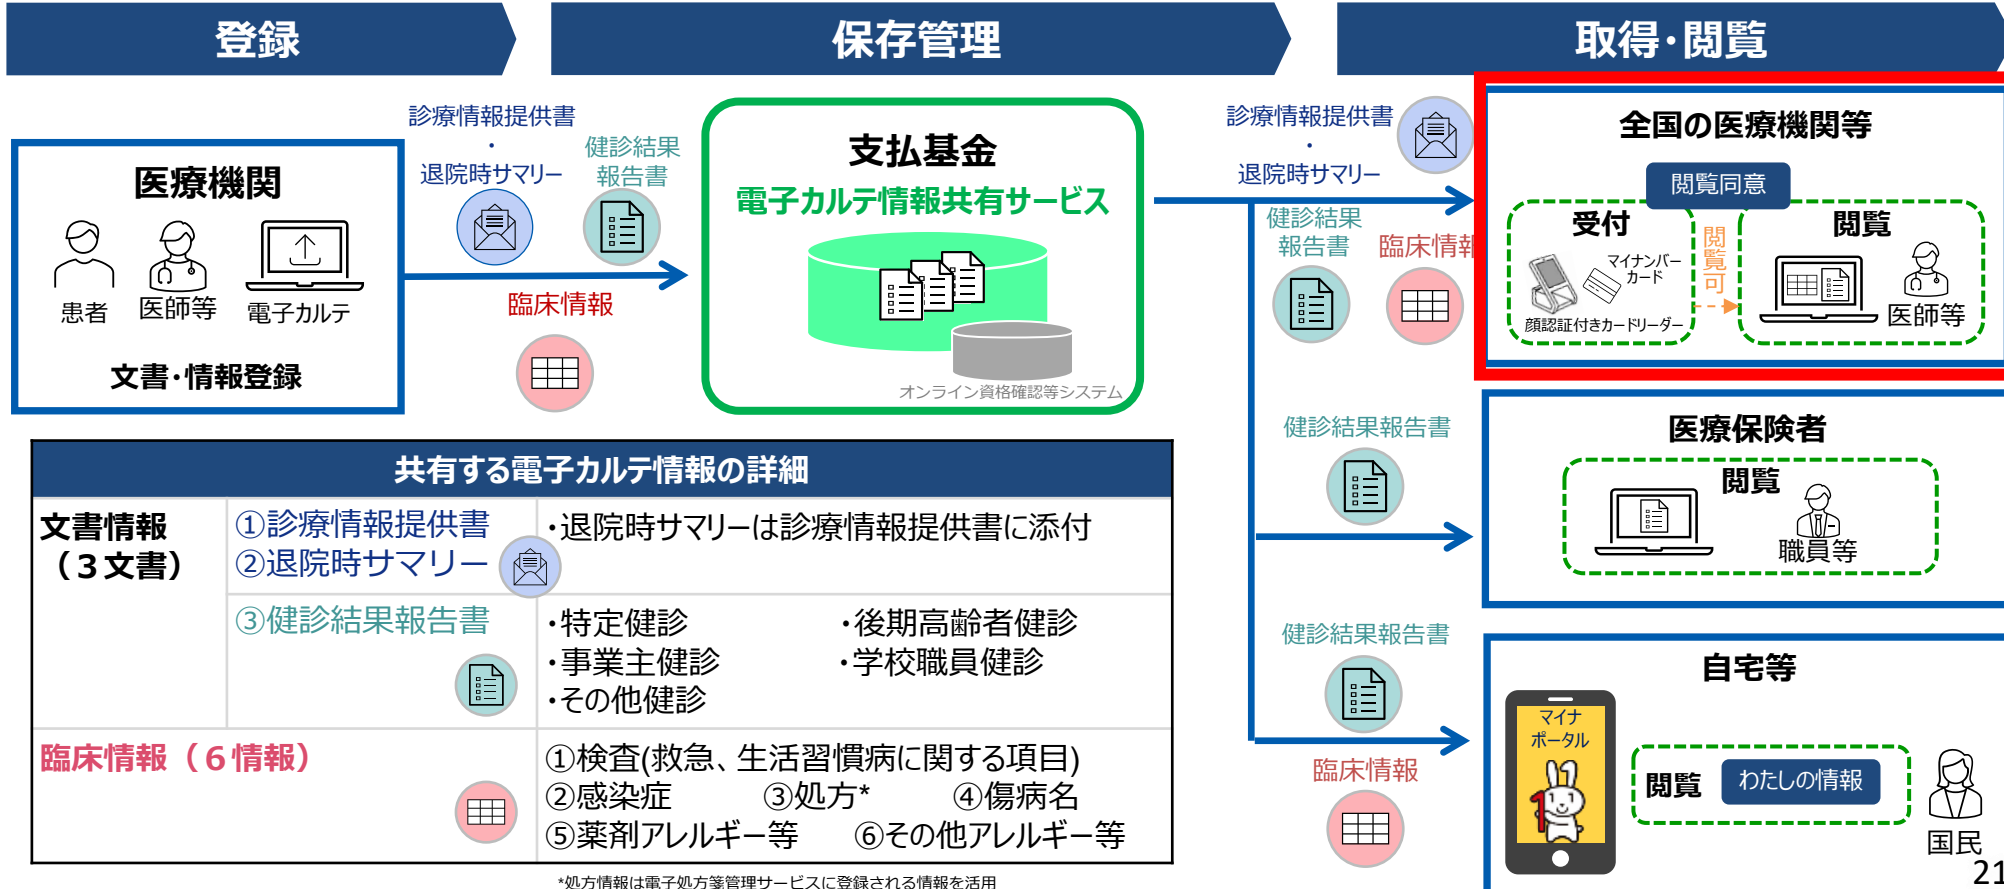 登録
保存管理
取得・閲覧
医療機関
患者
医師等
電子カルテ
文書・情報登録
診療情報提供書
・
退院時サマリー
健診結果
報告書
臨床情報
支払基金
電子カルテ情報共有サービス
オンライン資格確認等システム
診療情報提供書
・
退院時サマリー
健診結果
報告書
臨床情報
全国の医療機関等
閲覧同意
受付
マイナンバー
カード
顔認証付きカードリーダー
閲覧可
閲覧
医師等
健診結果報告書
医療保険者
閲覧
職員等
健診結果報告書
臨床情報
自宅等
マイナ
ポータル
閲覧
わたしの情報
国民
共有する電子カルテ情報の詳細
文書情報
（３文書）
①診療情報提供書
②退院時サマリー
・退院時サマリーは診療情報提供書に添付
③健診結果報告書
・特定健診 ・後期高齢者健診
・事業主健診 ・学校職員健診
・その他健診
臨床情報（６情報）
①検査(救急、生活習慣病に関する項目)
②感染症 ③処方* ④傷病名
⑤薬剤アレルギー等 ⑥その他アレルギー等
*処方情報は電子処方箋管理サービスに登録される情報を活用
21